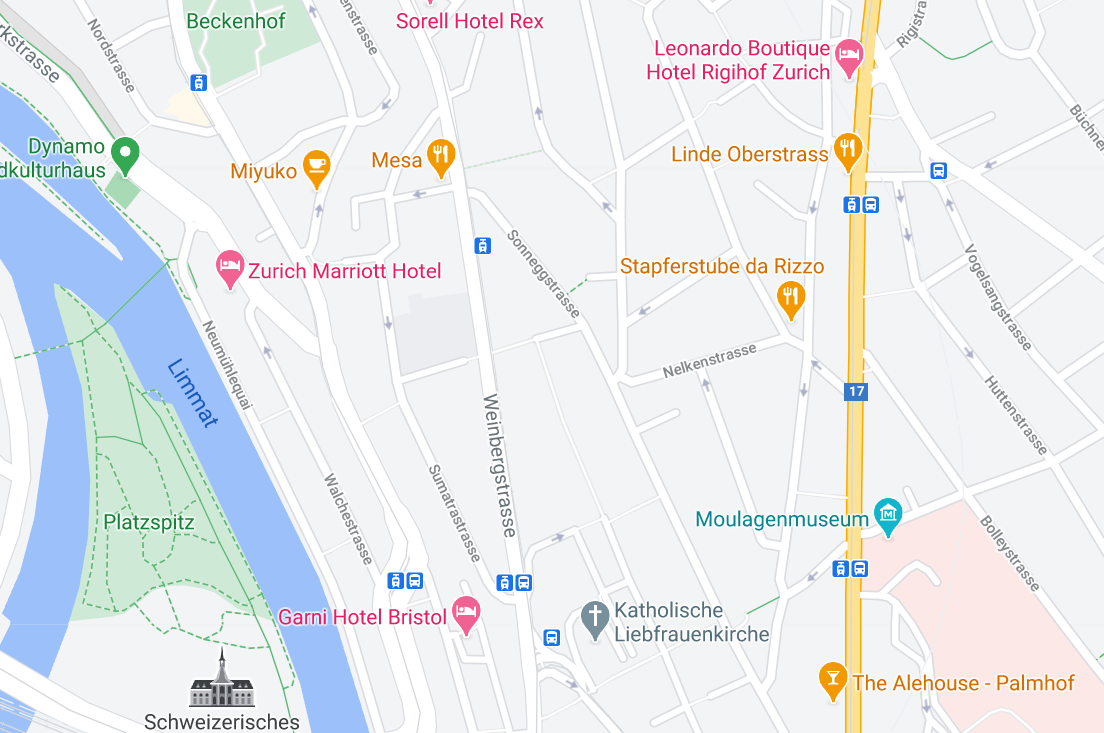 Beckenhof
Sorell Hotel Rex
Leonardo Boutique
Hotel Rigihof Zurich
Nordstrasse
Dynamo
Miyuko
Mesa
Linde Oberstrass
Sonneggstrasse
Zurich Marriott Hotel
Stapferstube da Rizzo
Vogelsangstrasse
Neumühlequai
Limmat
Nelkenstrasse
17
Huttenstrasse
Weinbergstrasse
Sumatrastrasse
Walchestrasse
Platzspitz
Moulagenmuseum
M
Bolleystrasse
Garni Hotel Bristol
Katholische
Liebfrauenkirche
The Alehouse - Palmhof
Schweizerisches